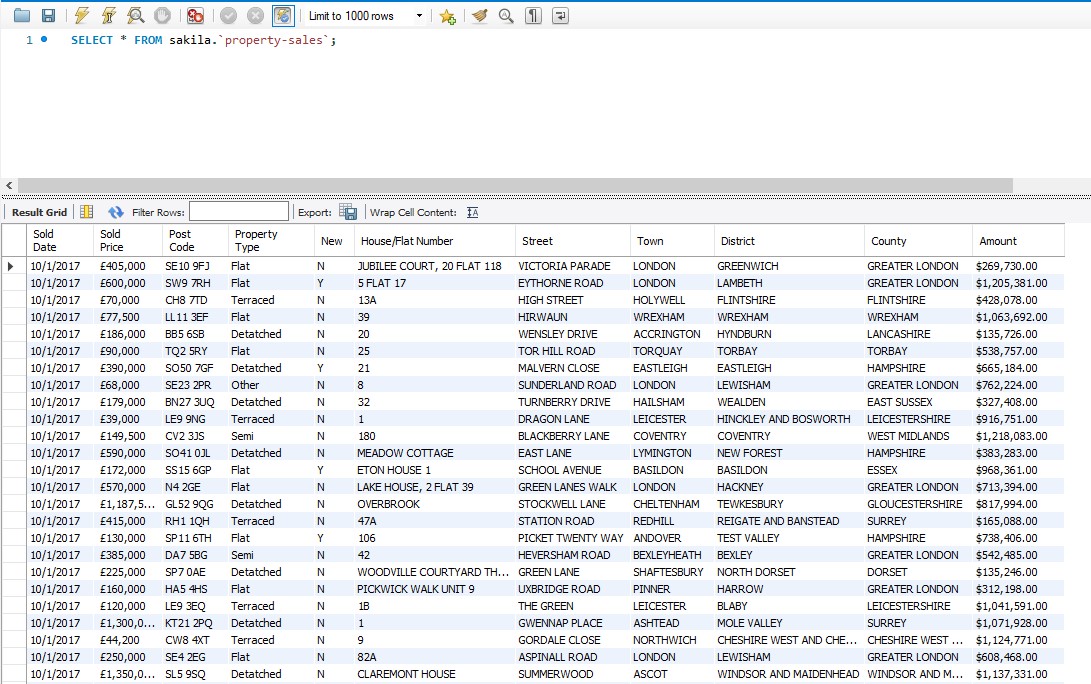 Limit to 1000 rows
1 SELECT * FROM sakila.`property-sales`;
Result Grid Filter Rows: Export: Wrap Cell Content:
Sold Date Sold Price Post Code Property Type New House/Flat Number Street Town District County Amount
10/1/2017 £405,000 SE10 9FJ Flat N JUBILEE COURT, 20 FLAT 118 VICTORIA PARADE LONDON GREENWICH GREATER LONDON $269,730.00
10/1/2017 £600,000 SW9 7RH Flat Y 5 FLAT 17 EYTHORNE ROAD LONDON LAMBETH GREATER LONDON $1,205,381.00
10/1/2017 £70,000 CH8 7TD Terraced N 13A HIGH STREET HOLYWELL FLINTSHIRE FLINTSHIRE $428,078.00
10/1/2017 £77,500 LL11 3EF Flat N 39 HIRWAUN WREXHAM WREXHAM WREXHAM $1,063,692.00
10/1/2017 £186,000 BB5 6SB Detatched N 20 WENSLEY DRIVE ACCRINGTON HYNDBURN LANCASHIRE $135,726.00
10/1/2017 £90,000 TQ2 5RY Flat N 25 TOR HILL ROAD TORQUAY TORBAY TORBAY $538,757.00
10/1/2017 £390,000 SO50 7GF Detatched Y 21 MALVERN CLOSE EASTLEIGH EASTLEIGH HAMPSHIRE $665,184.00
10/1/2017 £68,000 SE23 2PR Other N 8 SUNDERLAND ROAD LONDON LEWISHAM GREATER LONDON $762,224.00
10/1/2017 £179,000 BN27 3UQ Detatched N 32 TURNBERRY DRIVE HAILSHAM WEALDEN EAST SUSSEX $327,408.00
10/1/2017 £39,000 LE9 9NG Terraced N 1 DRAGON LANE LEICESTER HINCKLEY AND BOSWORTH LEICESTERSHIRE $916,751.00
10/1/2017 £149,500 CV2 3JS Semi N 180 BLACKBERRY LANE COVENTRY COVENTRY WEST MIDLANDS $1,218,083.00
10/1/2017 £590,000 SO41 0JL Detatched N MEADOW COTTAGE EAST LANE LYMINGTON NEW FOREST HAMPSHIRE $383,283.00
10/1/2017 £172,000 SS15 6GP Flat Y ETON HOUSE 1 SCHOOL AVENUE BASILDON BASILDON ESSEX $968,361.00
10/1/2017 £570,000 N4 2GE Flat N LAKE HOUSE, 2 FLAT 39 GREEN LANES WALK LONDON HACKNEY GREATER LONDON $713,394.00
10/1/2017 £1,187,5... GL52 9QG Detatched N OVERBROOK STOCKWELL LANE CHELTENHAM TEWKESBURY GLOUCESTERSHIRE $817,994.00
10/1/2017 £415,000 RH1 1QH Terraced N 47A STATION ROAD REDHILL REIGATE AND BANSTEAD SURREY $165,088.00
10/1/2017 £130,000 SP11 6TH Flat Y 106 PICKET TWENTY WAY ANDOVER TEST VALLEY HAMPSHIRE $738,406.00
10/1/2017 £385,000 DA7 5BG Semi N 42 HEVERSHAM ROAD BEXLEYHEATH BEXLEY GREATER LONDON $542,485.00
10/1/2017 £225,000 SP7 0AE Detatched N WOODVILLE COURTYARD TH... GREEN LANE SHAFTESBURY NORTH DORSET DORSET $135,246.00
10/1/2017 £160,000 HA5 4HS Flat N PICKWICK WALK UNIT 9 UXBRIDGE ROAD PINNER HARROW GREATER LONDON $312,198.00
10/1/2017 £120,000 LE9 3EQ Terraced N 1B THE GREEN LEICESTER BLABY LEICESTERSHIRE $1,041,591.00
10/1/2017 £1,300,0... KT21 2PQ Detatched N 1 GWENNAP PLACE ASHTEAD MOLE VALLEY SURREY $1,071,928.00
10/1/2017 £44,200 CW8 4XT Terraced N 9 GORDALE CLOSE NORTHWICH CHESHIRE WEST AND CHE... CHESHIRE WEST ... $1,124,771.00
10/1/2017 £250,000 SE4 2EG Flat N 82A ASPINALL ROAD LONDON LEWISHAM GREATER LONDON $608,468.00
10/1/2017 £1,350,0... SL5 9SQ Detatched N CLAREMONT HOUSE SUMMERWOOD ASCOT WINDSOR AND MAIDENHEAD WINDSOR AND M... $1,137,331.00